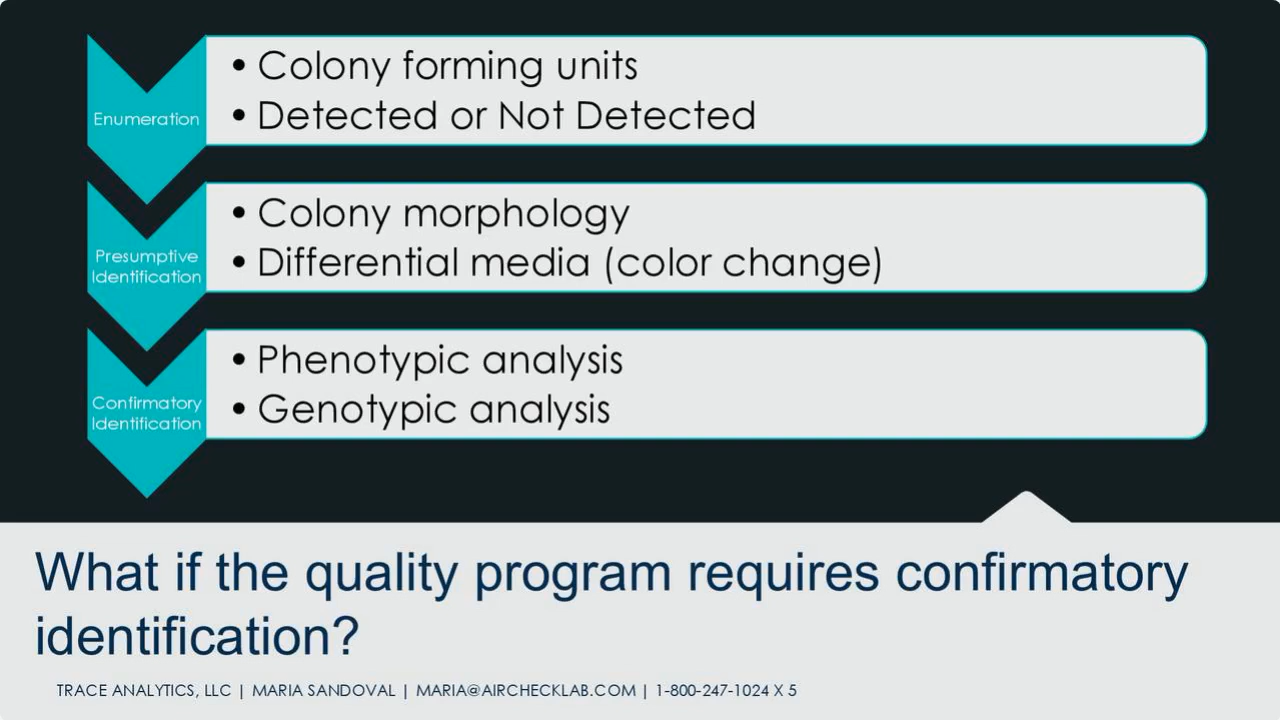 Enumeration
• Colony forming units
• Detected or Not Detected
Presumptive
Identification
• Colony morphology
• Differential media (color change)
Confirmatory
Identification
• Phenotypic analysis
• Genotypic analysis
What if the quality program requires confirmatory
identification?
TRACE ANALYTICS, LLC | MARIA SANDOVAL | MARIA@AIRCHECKLAB.COM | 1-800-247-1024 X 5